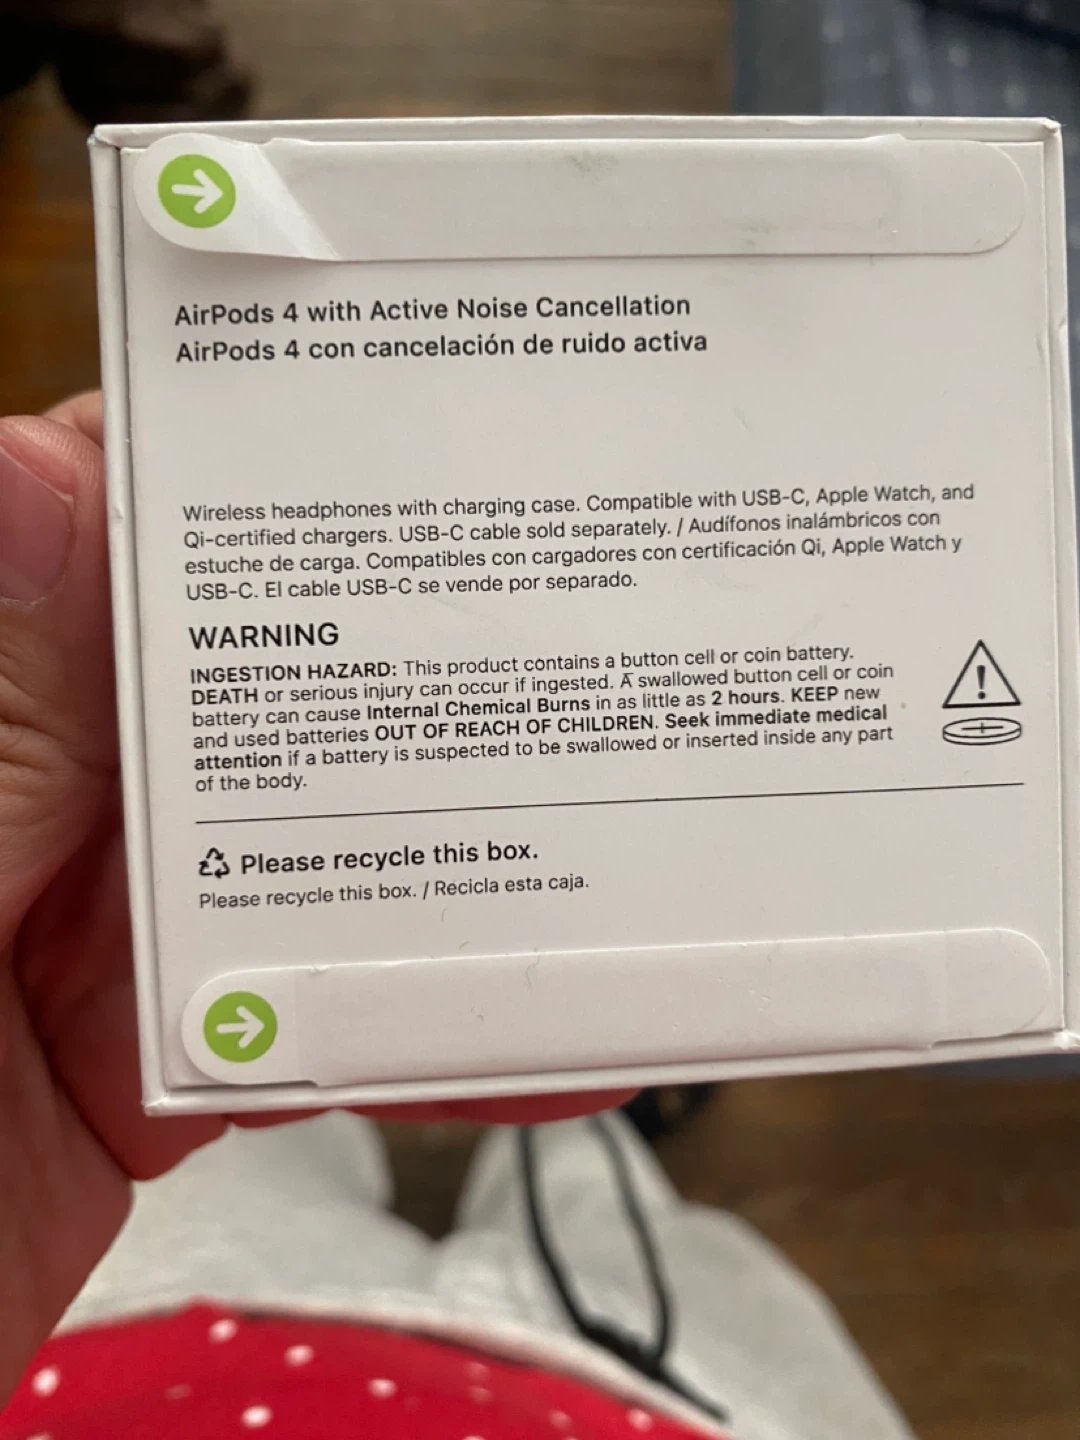 AirPods 4 with Active Noise Cancellation
AirPods 4 con cancelación de ruido activa
Wireless headphones with charging case. Compatible with USB-C, Apple Watch, and
Qi-certified chargers. USB-C cable sold separately. / Audífonos inalámbricos con
estuche de carga. Compatibles con cargadores con certificación Qi, Apple Watch y
USB-C. El cable USB-C se vende por separado.
WARNING
INGESTION HAZARD: This product contains a button cell or coin battery.
DEATH or serious injury can occur if ingested. A swallowed button cell or coin
battery can cause Internal Chemical Burns in as little as 2 hours. KEEP new
and used batteries OUT OF REACH OF CHILDREN. Seek immediate medical
attention if a battery is suspected to be swallowed or inserted inside any part
of the body.
Please recycle this box.
Please recycle this box. / Recicla esta caja.